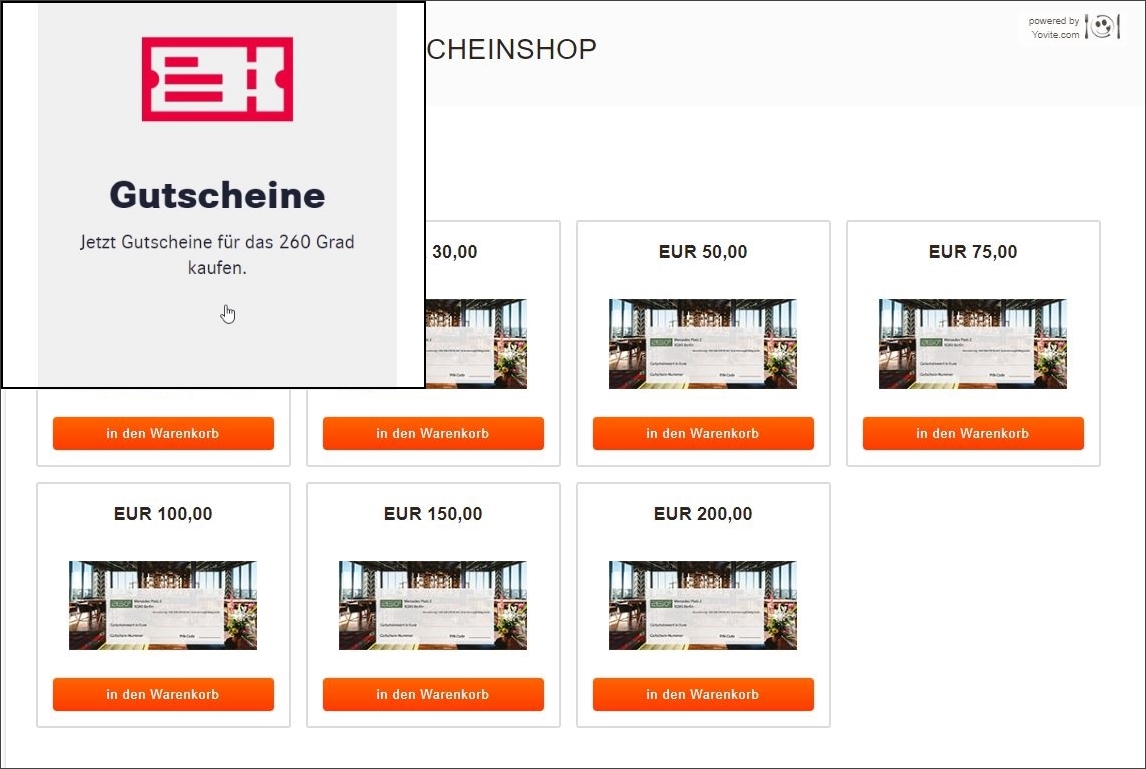 powered by
Yovite.com
CHEINSHOP
Gutscheine
Jetzt Gutscheine für das 260 Grad
kaufen.
30,00
EUR 50,00
EUR 75,00
in den Warenkorb
in den Warenkorb
in den Warenkorb
in den Warenkorb
EUR 100,00
EUR 150,00
EUR 200,00
in den Warenkorb
in den Warenkorb
in den Warenkorb